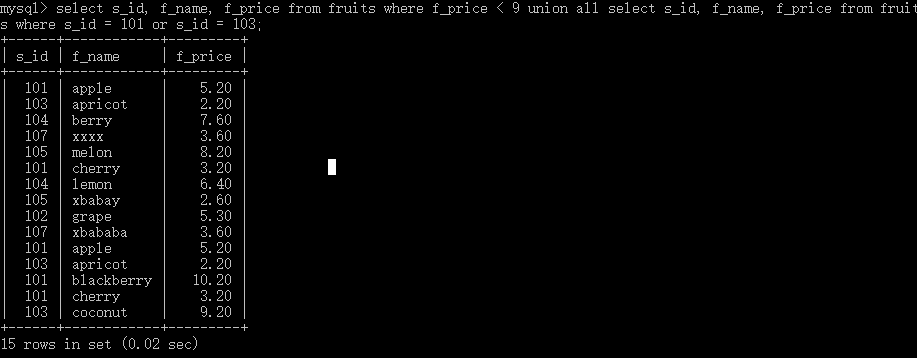 mysql> select s_id, f_name, f_price from fruits where f_price < 9 union all select s_id, f_name, f_price from fruit
s where s_id = 101 or s_id = 103;
+------+------------+---------+
| s_id | f_name     | f_price |
+------+------------+---------+
|  101 | apple      |    5.20 |
|  103 | apricot    |    2.20 |
|  104 | berry      |    7.60 |
|  107 | xxxx       |    3.60 |
|  105 | melon      |    8.20 |
|  101 | cherry     |    3.20 |
|  104 | lemon      |    6.40 |
|  105 | xbabay     |    2.60 |
|  102 | grape      |    5.30 |
|  107 | xbababa    |    3.60 |
|  101 | apple      |    5.20 |
|  103 | apricot    |    2.20 |
|  101 | blackberry |   10.20 |
|  101 | cherry     |    3.20 |
|  103 | coconut    |    9.20 |
+------+------------+---------+
15 rows in set (0.02 sec)